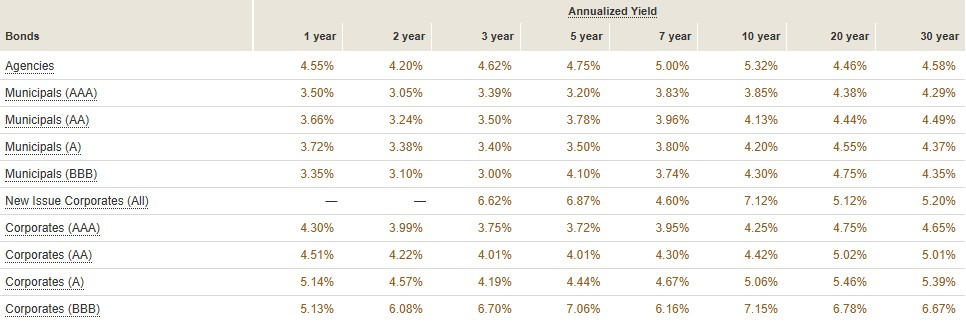 Annualized Yield
Bonds 1 year 2 year 3 year 5 year 7 year 10 year 20 year 30 year
Agencies 4.55% 4.20% 4.62% 4.75% 5.00% 5.32% 4.46% 4.58%
Municipals (AAA) 3.50% 3.05% 3.39% 3.20% 3.83% 3.85% 4.38% 4.29%
Municipals (AA) 3.66% 3.24% 3.50% 3.78% 3.96% 4.13% 4.44% 4.49%
Municipals (A) 3.72% 3.38% 3.40% 3.50% 3.80% 4.20% 4.55% 4.37%
Municipals (BBB) 3.35% 3.10% 3.00% 4.10% 3.74% 4.30% 4.75% 4.35%
New Issue Corporates (All) — — 6.62% 6.87% 4.60% 7.12% 5.12% 5.20%
Corporates (AAA) 4.30% 3.99% 3.75% 3.72% 3.95% 4.25% 4.75% 4.65%
Corporates (AA) 4.51% 4.22% 4.01% 4.01% 4.30% 4.42% 5.02% 5.01%
Corporates (A) 5.14% 4.57% 4.19% 4.44% 4.67% 5.06% 5.46% 5.39%
Corporates (BBB) 5.13% 6.08% 6.70% 7.06% 6.16% 7.15% 6.78% 6.67%